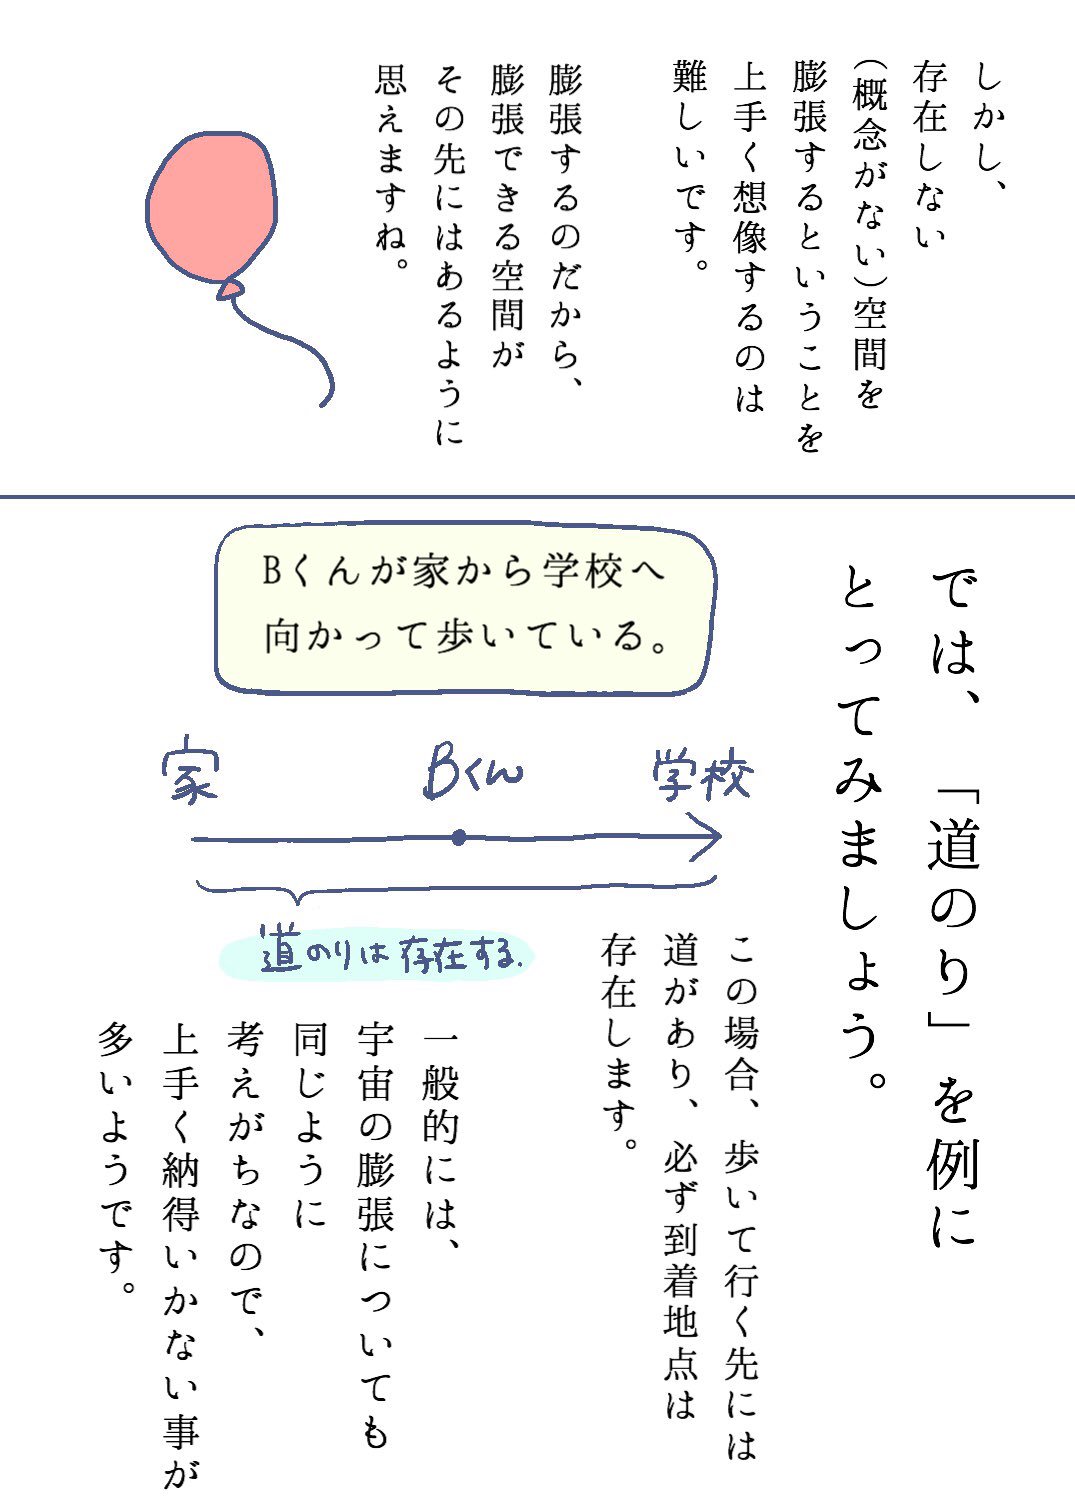 しかし、
存在しない
(概念がない)空間を
膨張するということを
上手く想像するのは
難しいです。
膨張するのだから、
膨張できる空間が
その先にはあるように
思えますね。
では、「道のり」を例に
とってみましょう。
Bくんが家から学校へ
向かって歩いている。
家
Bくん
学校
道のりは存在する.
この場合、歩いて行く先には
道があり、必ず到着地点は
存在します。
一般的には、
宇宙の膨張についても
同じように
考えがちなので、
上手く納得いかない事が
多いようです。